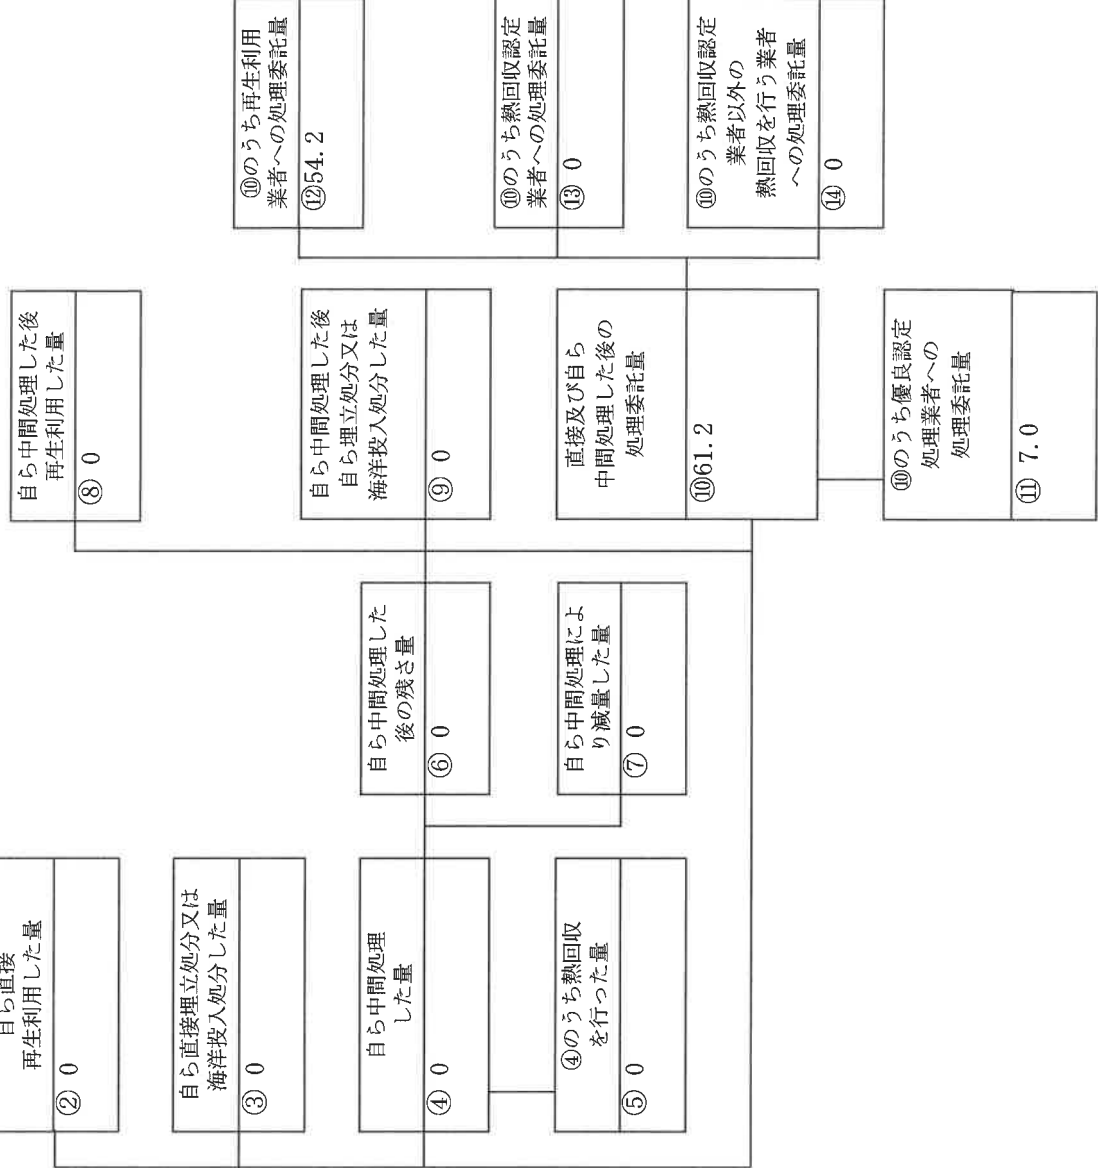 自ら直接
再生利用した量
② 0
自ら直接埋立処分又は
海洋投入処分した量
③ 0
自ら中間処理
した量
④ 0
④のうち熱回収
を行った量
⑤ 0
自ら中間処理した
後の残さ量
⑥ 0
自ら中間処理によ
り減量した量
⑦ 0
自ら中間処理した後
再生利用した量
⑧ 0
自ら中間処理した後
自ら埋立処分又は
海洋投入処分した量
⑨ 0
直接及び自ら
中間処理した後の
処理委託量
⑩61.2
⑩のうち優良認定
処理業者への
処理委託量
⑪ 7.0
⑩のうち再生利用
業者への処理委託量
⑫54.2
⑩のうち熱回収認定
業者への処理委託量
⑬ 0
⑩のうち熱回収認定
業者以外の
熱回収を行う業者
への処理委託量
⑭ 0